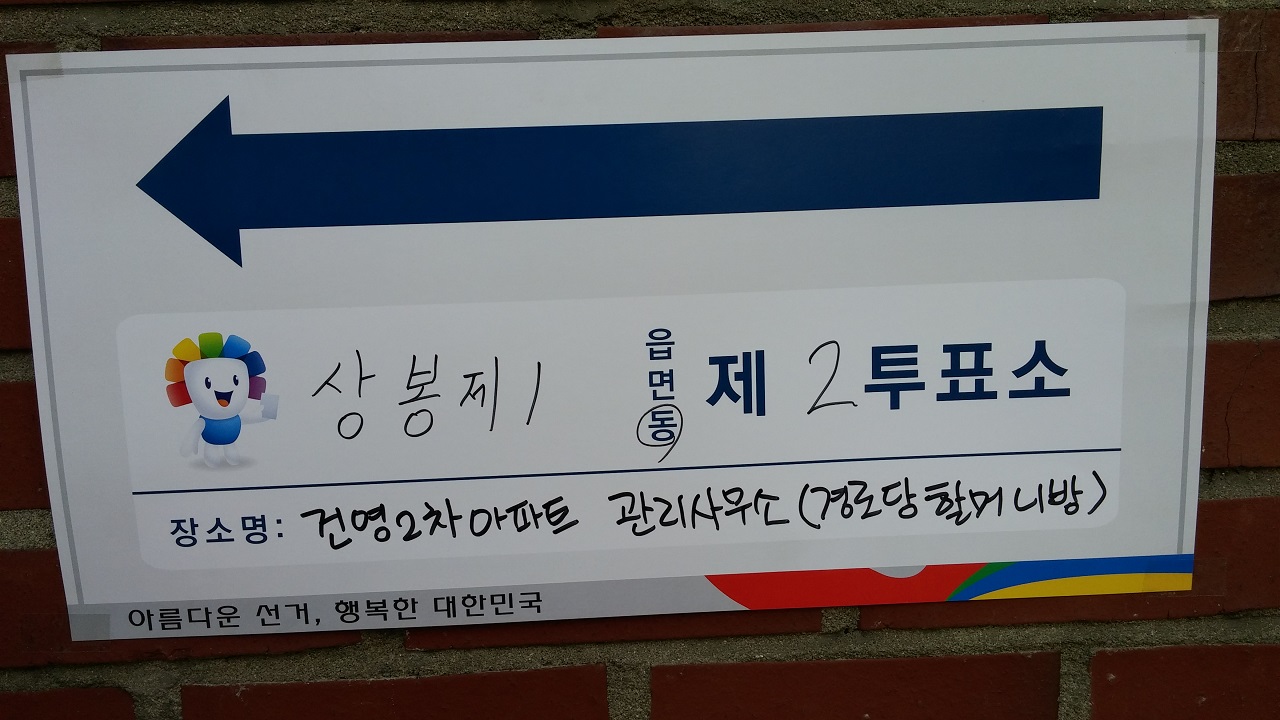 상봉제1 읍면동 제 2 투표소
장소명: 건영2차아파트 관리사무소(경로당할머니방)
아름다운 선거, 행복한 대한민국